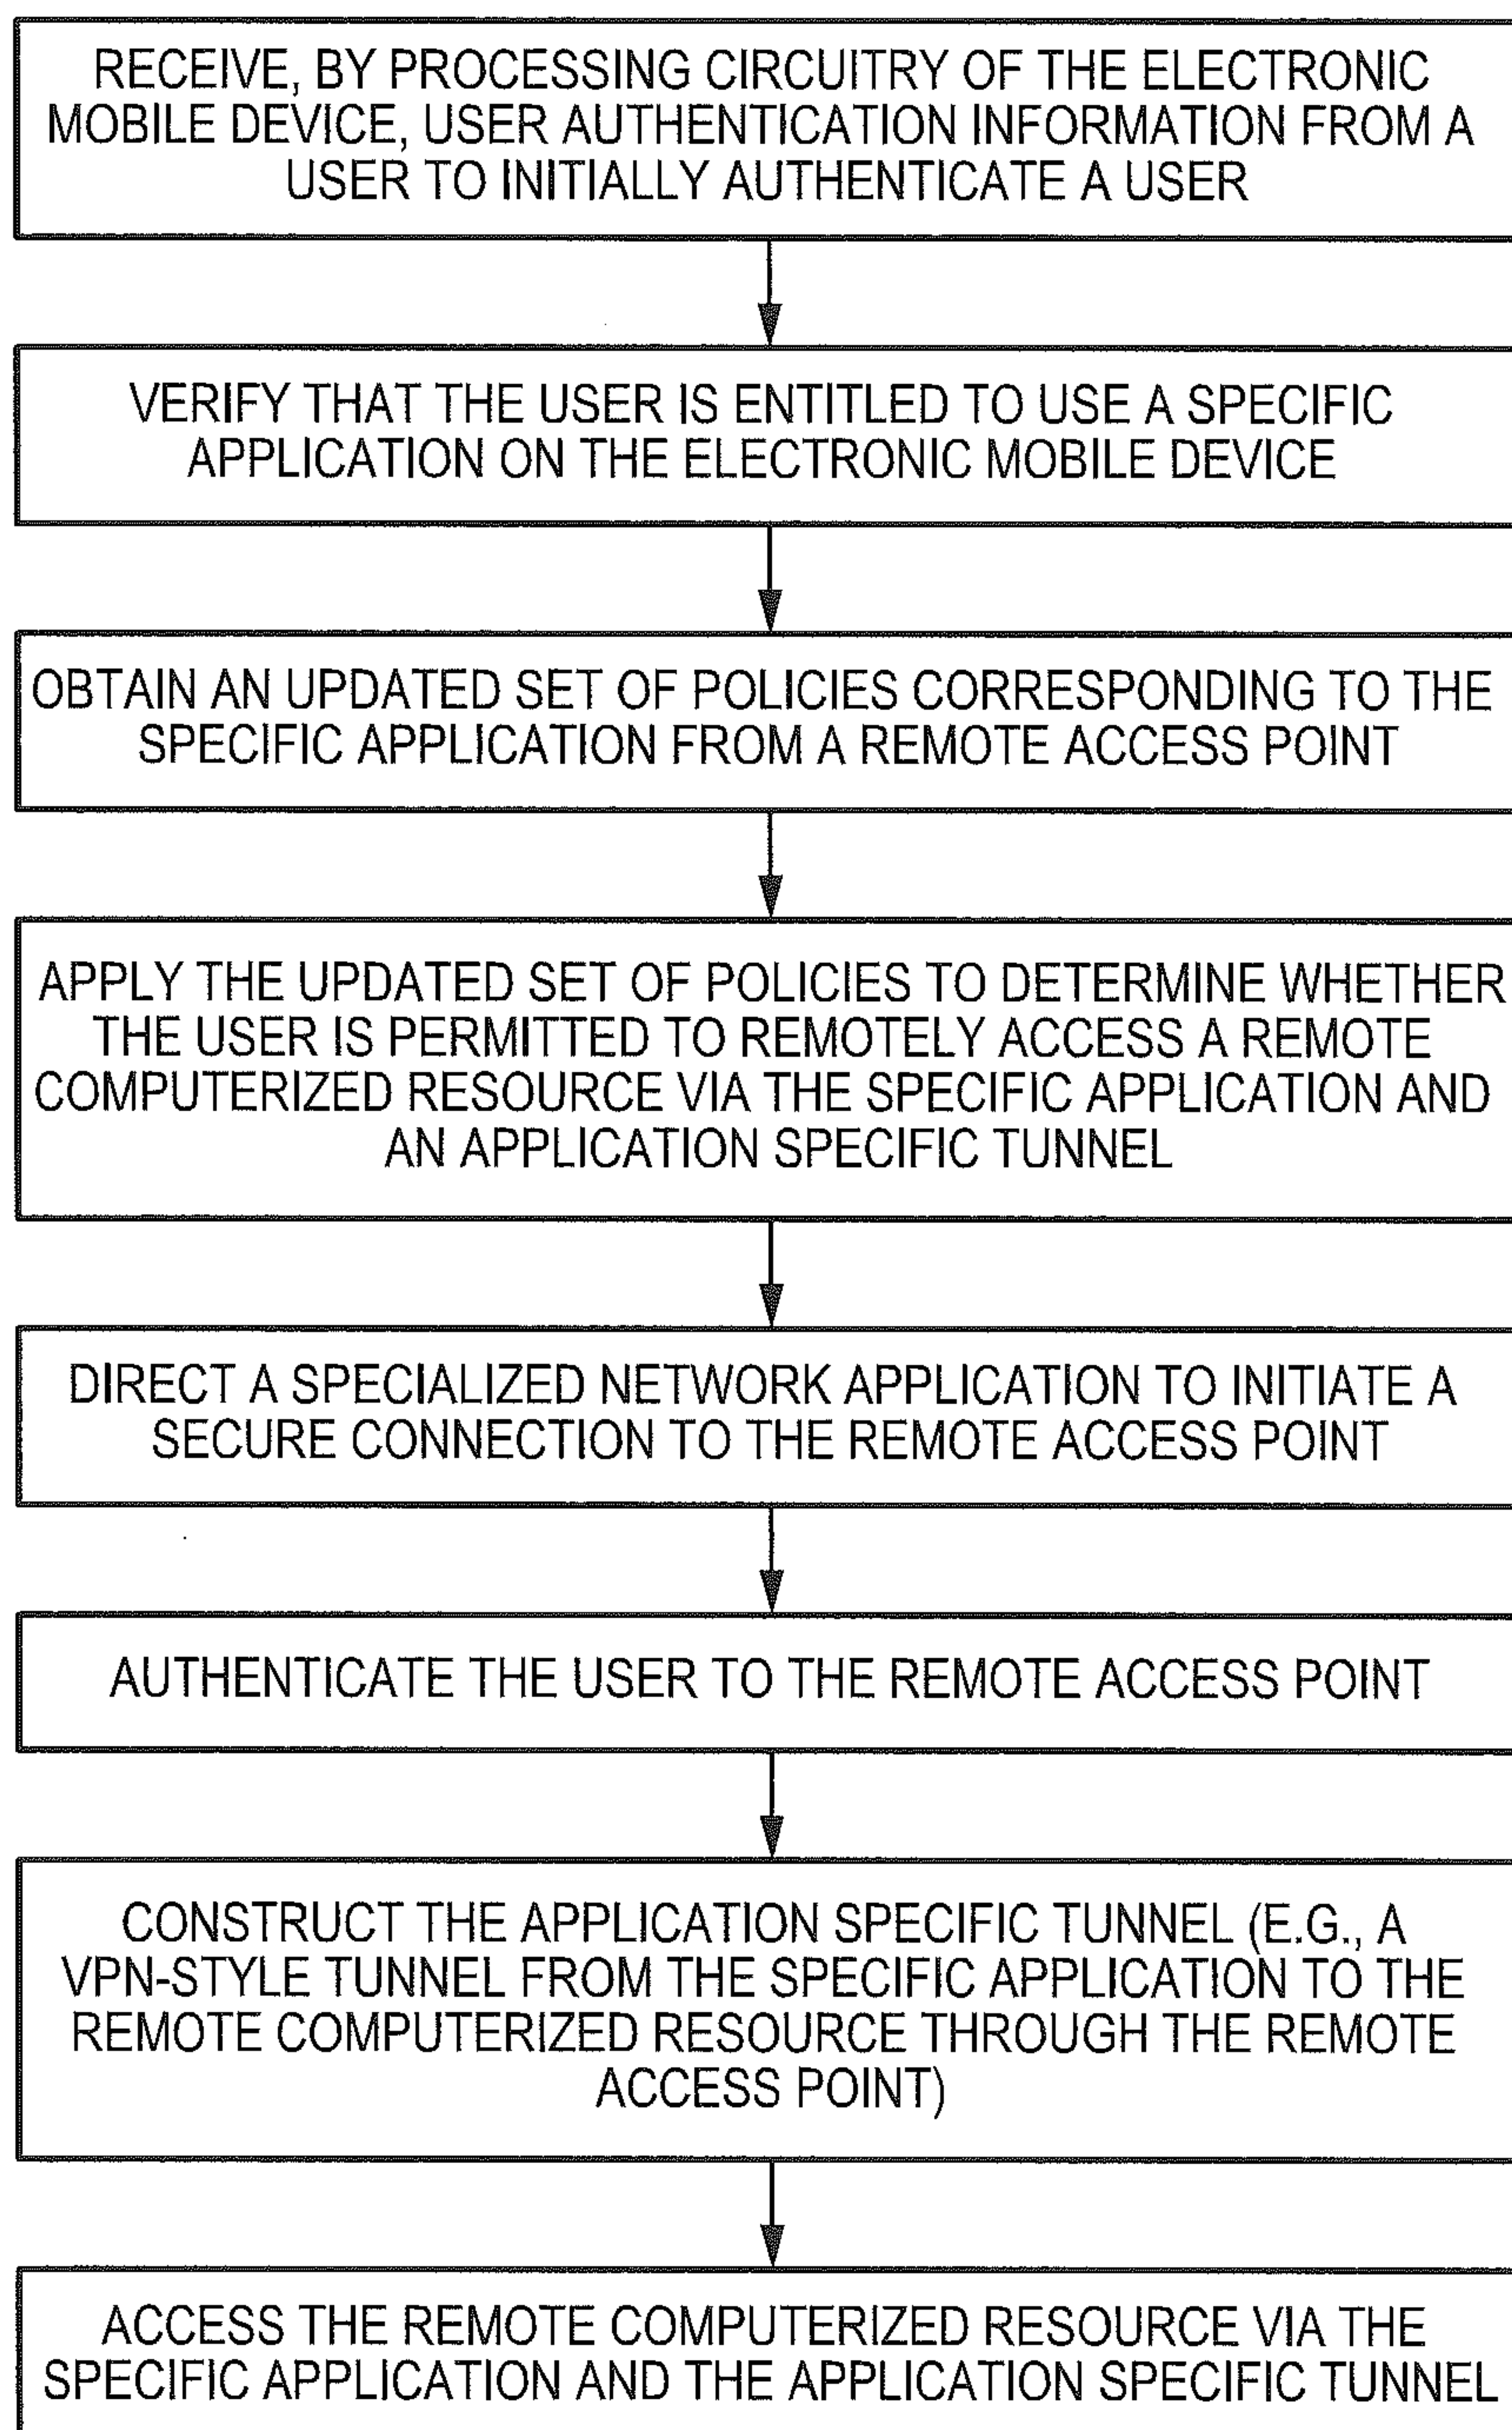 RECEIVE, BY PROCESSING CIRCUITRY OF THE ELECTRONIC
MOBILE DEVICE, USER AUTHENTICATION INFORMATION FROM A
USER TO INITIALLY AUTHENTICATE A USER
VERIFY THAT THE USER IS ENTITLED TO USE A SPECIFIC
APPLICATION ON THE ELECTRONIC MOBILE DEVICE
OBTAIN AN UPDATED SET OF POLICIES CORRESPONDING TO THE
SPECIFIC APPLICATION FROM A REMOTE ACCESS POINT
APPLY THE UPDATED SET OF POLICIES TO DETERMINE WHETHER
THE USER IS PERMITTED TO REMOTELY ACCESS A REMOTE
COMPUTERIZED RESOURCE VIA THE SPECIFIC APPLICATION AND
AN APPLICATION SPECIFIC TUNNEL
DIRECT A SPECIALIZED NETWORK APPLICATION TO INITIATE A
SECURE CONNECTION TO THE REMOTE ACCESS POINT
AUTHENTICATE THE USER TO THE REMOTE ACCESS POINT
CONSTRUCT THE APPLICATION SPECIFIC TUNNEL (E.G., A
VPN-STYLE TUNNEL FROM THE SPECIFIC APPLICATION TO THE
REMOTE COMPUTERIZED RESOURCE THROUGH THE REMOTE
ACCESS POINT)
ACCESS THE REMOTE COMPUTERIZED RESOURCE VIA THE
SPECIFIC APPLICATION AND THE APPLICATION SPECIFIC TUNNEL